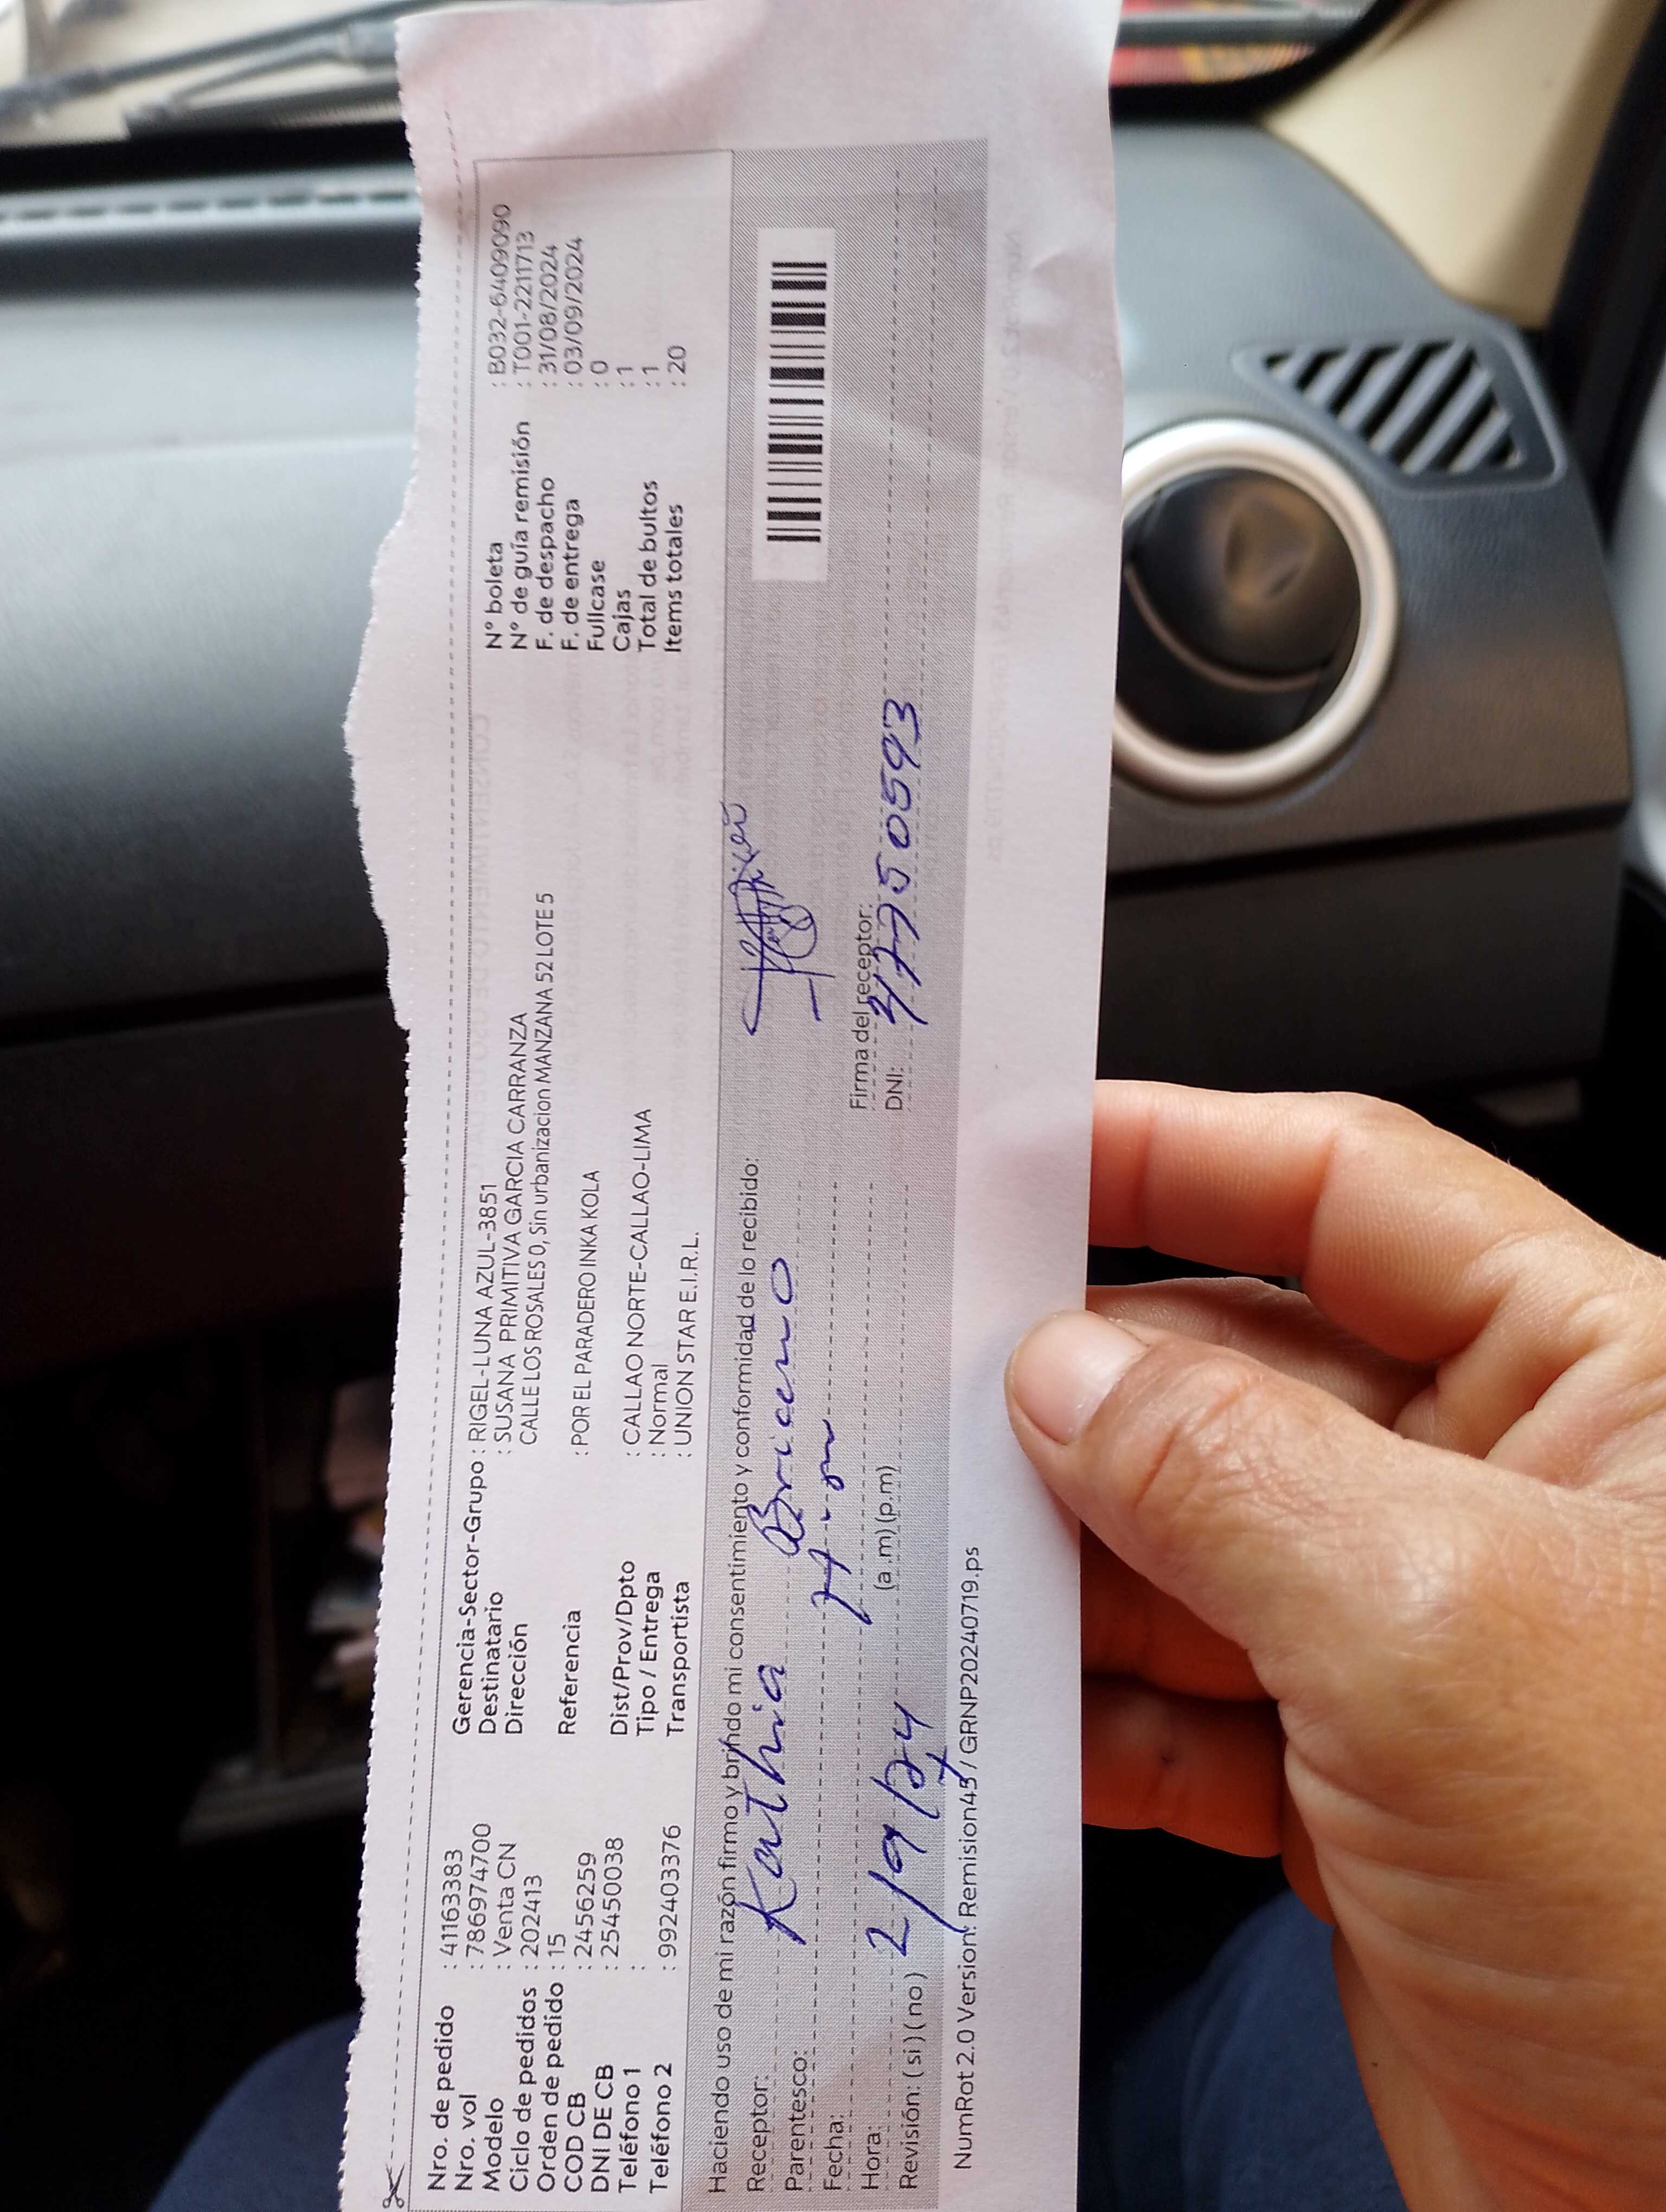 Nro. de pedido : 41163383
Nro. vol : 7869747​00
Modelo : Venta CN
Ciclo de pedidos : 202413
Orden de pedido : 15
COD CB : 24556259
DNI DE CB : 25450038
Teléfono 1 :
Teléfono 2 : 992403376
Gerencia-Sector-Grupo : RIGEL-LUNA AZUL-3851
Destinatario : SUSANA PRIMITIVA GARCIA CARRANZA
Dirección CALLE LOS ROSALES 0, Sin urbanizacion MANZANA 52 LOTE 5
Referencia : POR EL PARADERO INKA KOLA
Dist/Prov/Dpto : CALLAO NORTE-CALLAO-LIMA
Tipo / Entrega : Normal
Transportista : UNION STAR E.I.R.L.
N° boleta : B032-6409090
N° de guía remisión : T001-2211713
F. de despacho : 31/08/2024
F. de entrega : 03/09/2024
Fullcase : 0
Cajas : 1
Total de bultos : 1
Items totales : 20
Haciendo uso de mi razón firmo y brindo mi consentimiento y conformidad de lo recibido:
Receptor: Kathia Briceno
Parentesco:
Fecha: 2/9/24
Hora: (a .m) (p.m)
Revisión: ( si ) ( no )
Firma del receptor:
DNI: 47750593
NumRot 2.0 Version: Remision45 / GRNP20240719.ps